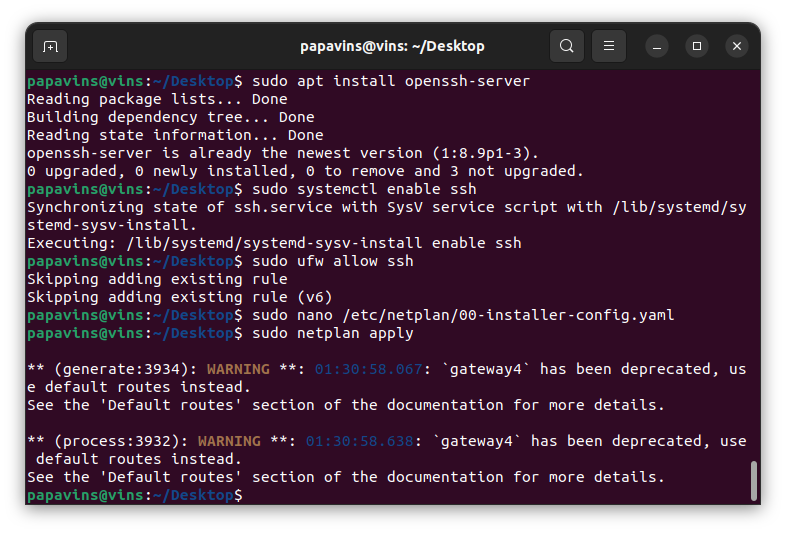 papavins@vins: ~/Desktop
papavins@vins:~/Desktop$ sudo apt install openssh-server
Reading package lists... Done
Building dependency tree... Done
Reading state information... Done
openssh-server is already the newest version (1:8.9p1-3).
0 upgraded, 0 newly installed, 0 to remove and 3 not upgraded.
papavins@vins:~/Desktop$ sudo systemctl enable ssh
Synchronizing state of ssh.service with SysV service script with /lib/systemd/sy
stemd-sysv-install.
Executing: /lib/systemd/systemd-sysv-install enable ssh
papavins@vins:~/Desktop$ sudo ufw allow ssh
Skipping adding existing rule
Skipping adding existing rule (v6)
papavins@vins:~/Desktop$ sudo nano /etc/netplan/00-installer-config.yaml
papavins@vins:~/Desktop$ sudo netplan apply
** (generate:3934): WARNING **: 01:30:58.067: `gateway4` has been deprecated, us
e default routes instead.
See the 'Default routes' section of the documentation for more details.
** (process:3932): WARNING **: 01:30:58.638: `gateway4` has been deprecated, use
 default routes instead.
See the 'Default routes' section of the documentation for more details.
papavins@vins:~/Desktop$